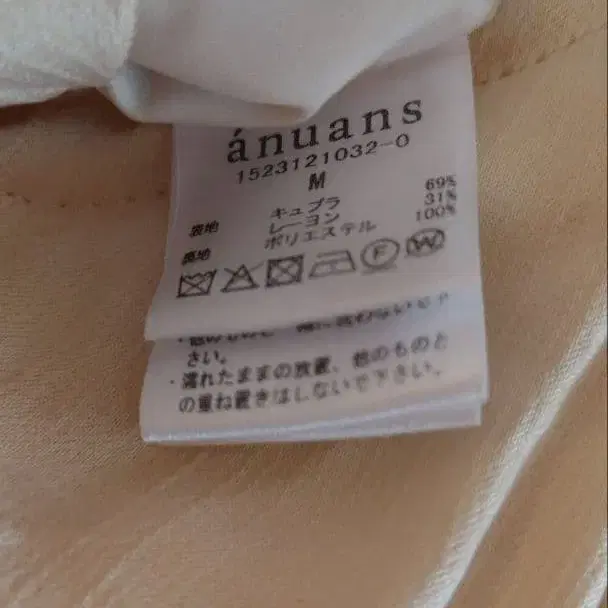 ánuans
1523121032-0
M
表地 キュプラ 69%
レーヨン 31%
裏地 ポリエステル 100%
F W
さい。
・濡れたままの放置、他のものと
の重ね置きはしないで下さい。